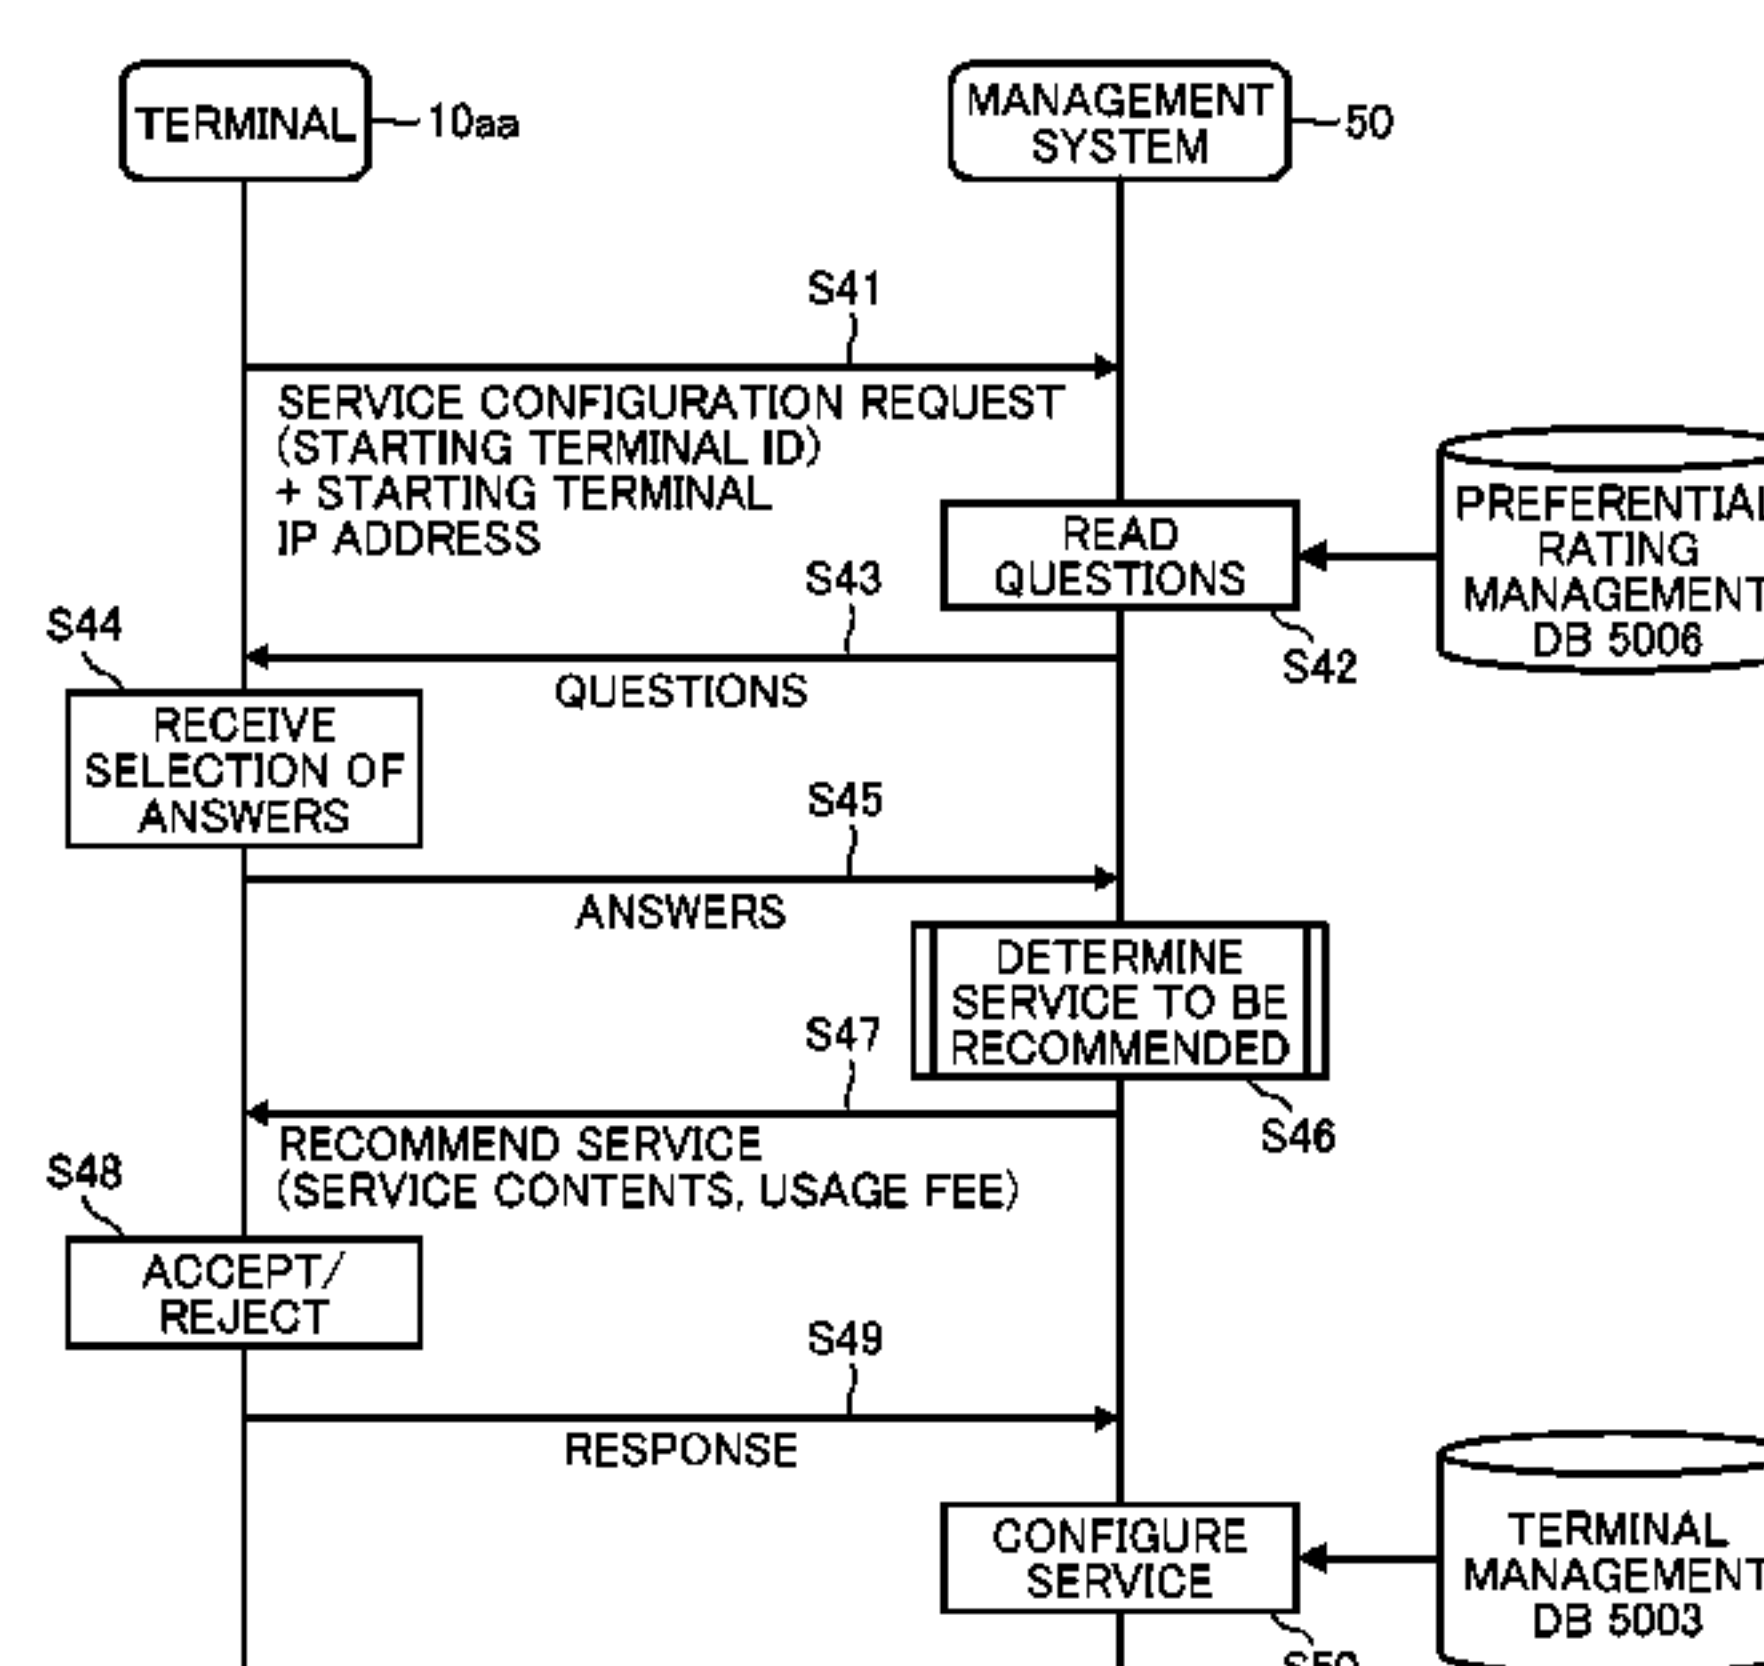 TERMINAL
10aa
MANAGEMENT
SYSTEM
50
S41
SERVICE CONFIGURATION REQUEST
(STARTING TERMINAL ID)
+ STARTING TERMINAL
IP ADDRESS
READ
QUESTIONS
S42
PREFERENTIAL
RATING
MANAGEMENT
DB 5006
S43
QUESTIONS
S44
RECEIVE
SELECTION OF
ANSWERS
S45
ANSWERS
DETERMINE
SERVICE TO BE
RECOMMENDED
S46
S47
RECOMMEND SERVICE
(SERVICE CONTENTS, USAGE FEE)
S48
ACCEPT/
REJECT
S49
RESPONSE
CONFIGURE
SERVICE
S50
TERMINAL
MANAGEMENT
DB 5003